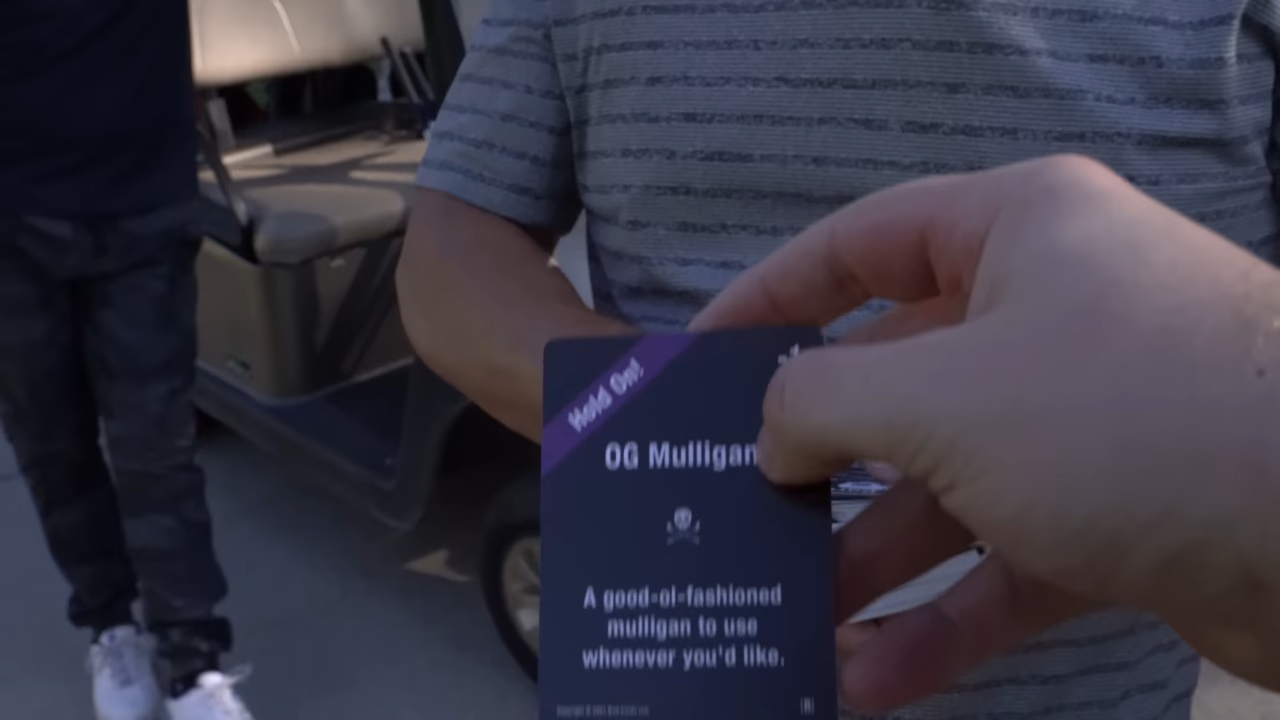 Hold On!
OG Mulligan
A good-ol-fashioned
mulligan to use
whenever you'd like.